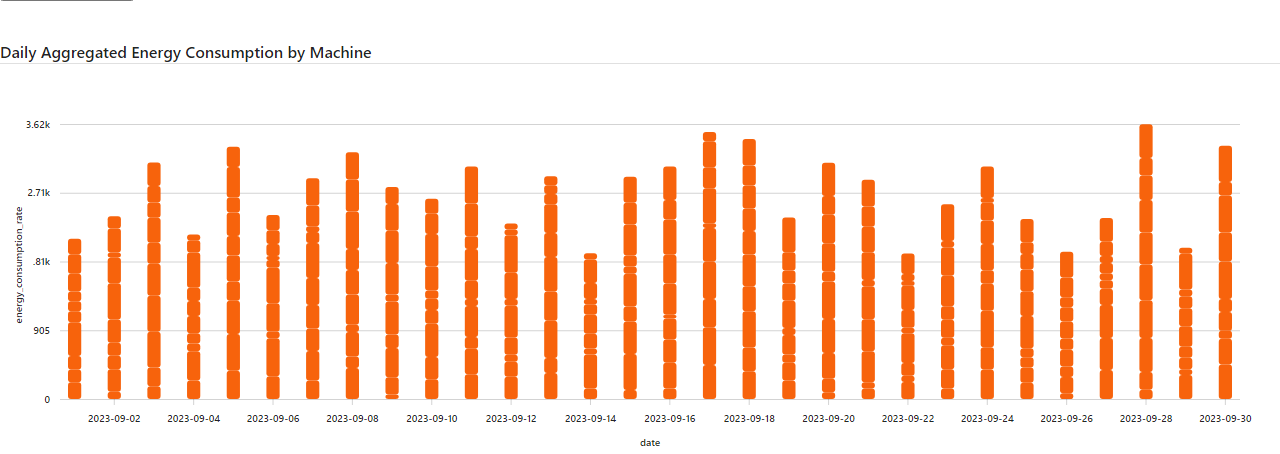 Daily Aggregated Energy Consumption by Machine
3.62k
2.71k
.81k
905
0
energy_consumption_rate
2023-09-02 2023-09-04 2023-09-06 2023-09-08 2023-09-10 2023-09-12 2023-09-14 2023-09-16 2023-09-18 2023-09-20 2023-09-22 2023-09-24 2023-09-26 2023-09-28 2023-09-30
date